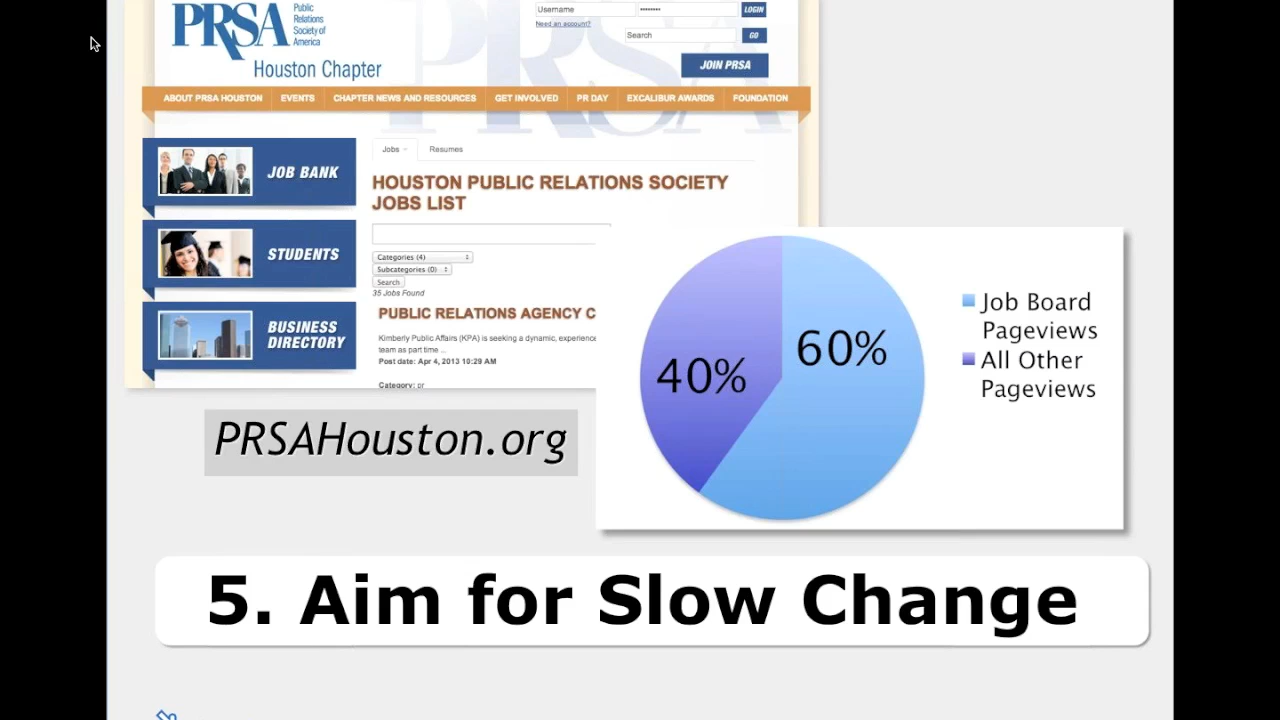 PRSA
Public
Relations
Society of
America
Houston Chapter
Username
••••••••
LOGIN
Need an account?
Search
GO
JOIN PRSA
ABOUT PRSA HOUSTON
EVENTS
CHAPTER NEWS AND RESOURCES
GET INVOLVED
PR DAY
EXCALIBUR AWARDS
FOUNDATION
JOB BANK
STUDENTS
BUSINESS
DIRECTORY
Jobs
Resumes
HOUSTON PUBLIC RELATIONS SOCIETY
JOBS LIST
Categories (4)
Subcategories (0)
Search
35 Jobs Found
PUBLIC RELATIONS AGENCY C
Kimberly Public Affairs (KPA) is seeking a dynamic, experience
team as part time ...
Post date: Apr 4, 2013 10:29 AM
Category: pr
40%
60%
Job Board
Pageviews
All Other
Pageviews
PRSAHouston.org
5. Aim for Slow Change